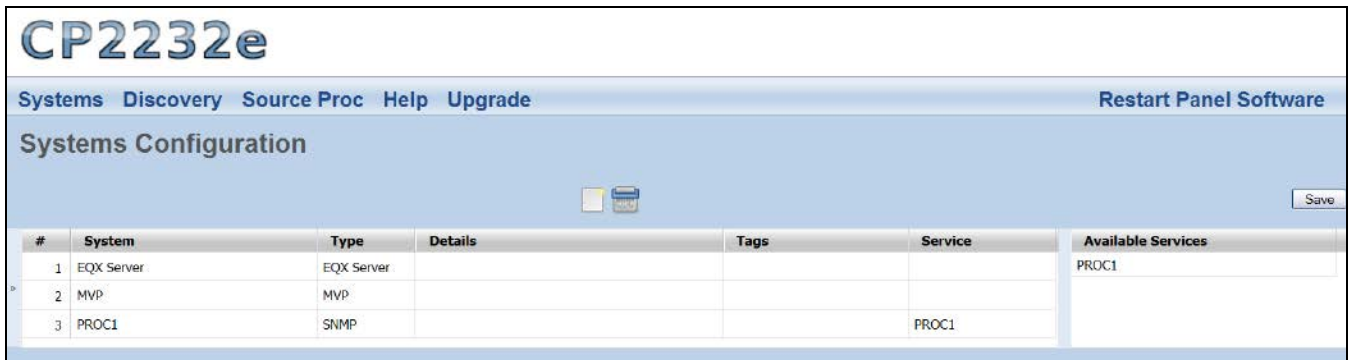 CP2232e
Systems Discovery Source Proc Help Upgrade Restart Panel Software
Systems Configuration
Save
# System Type Details Tags Service Available Services
1 EQX Server EQX Server PROC1
2 MVP MVP
3 PROC1 SNMP PROC1